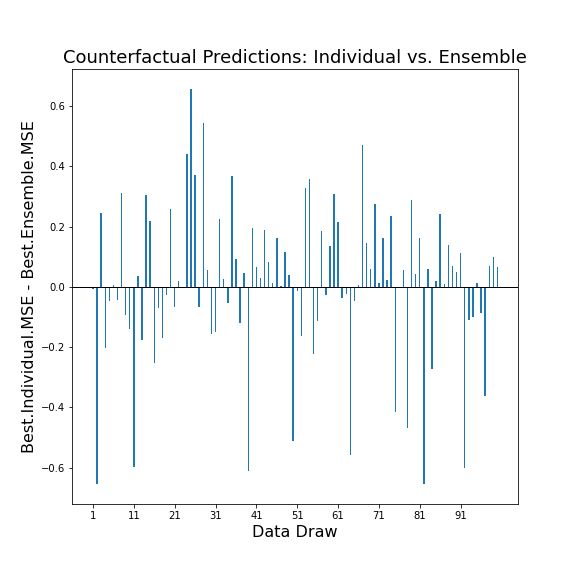 Counterfactual Predictions: Individual vs. Ensemble
Best.Individual.MSE - Best.Ensemble.MSE
0.6
0.4
0.2
0.0
−0.2
−0.4
−0.6
1 11 21 31 41 51 61 71 81 91
Data Draw